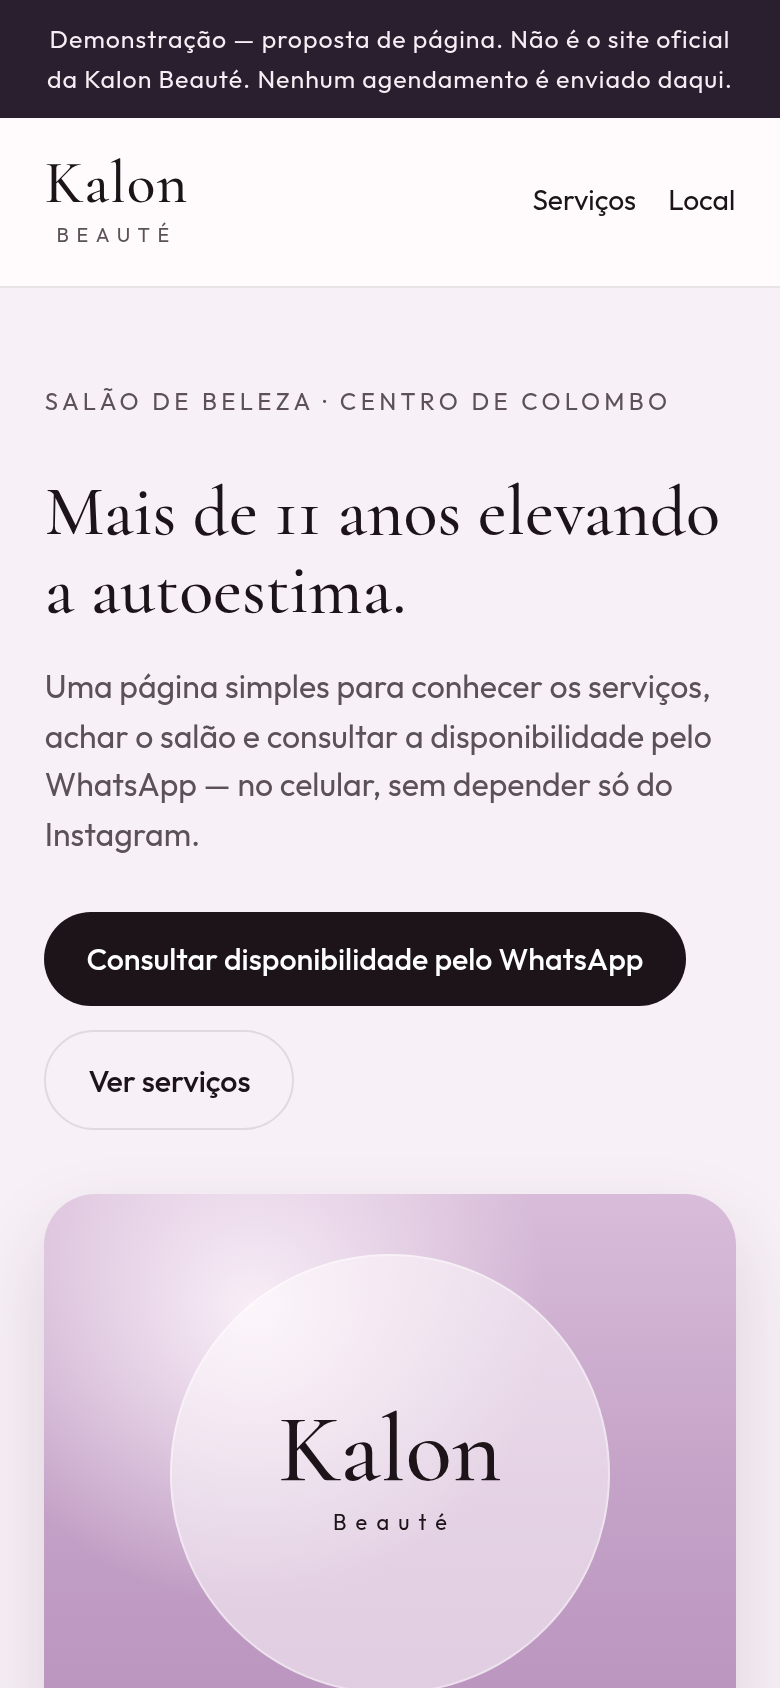 Demonstração — proposta de página. Não é o site oficial
da Kalon Beauté. Nenhum agendamento é enviado daqui.
Kalon
BEAUTÉ
Serviços Local
SALÃO DE BELEZA · CENTRO DE COLOMBO
Mais de 11 anos elevando
a autoestima.
Uma página simples para conhecer os serviços,
achar o salão e consultar a disponibilidade pelo
WhatsApp — no celular, sem depender só do
Instagram.
Consultar disponibilidade pelo WhatsApp
Ver serviços
Kalon
Beauté